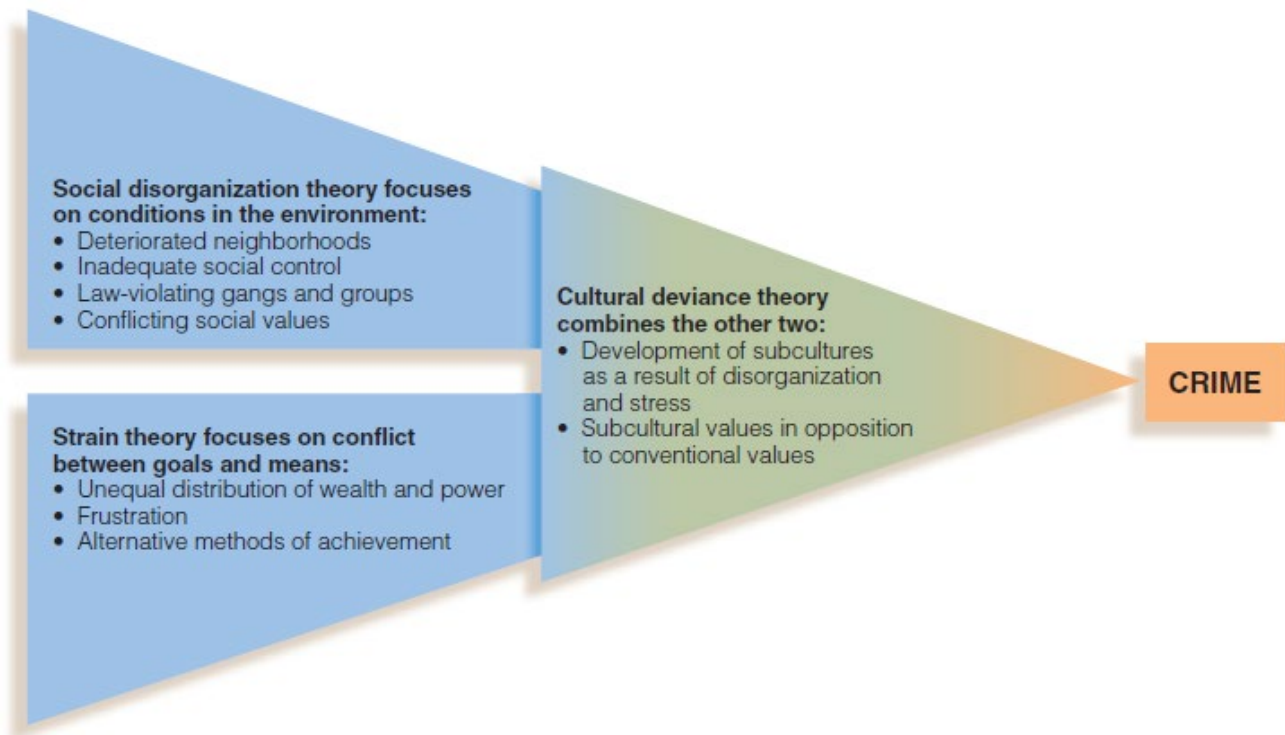 Social disorganization theory focuses
on conditions in the environment:
• Deteriorated neighborhoods
• Inadequate social control
• Law-violating gangs and groups
• Conflicting social values
Strain theory focuses on conflict
between goals and means:
• Unequal distribution of wealth and power
• Frustration
• Alternative methods of achievement
Cultural deviance theory
combines the other two:
• Development of subcultures
as a result of disorganization
and stress
• Subcultural values in opposition
to conventional values
CRIME